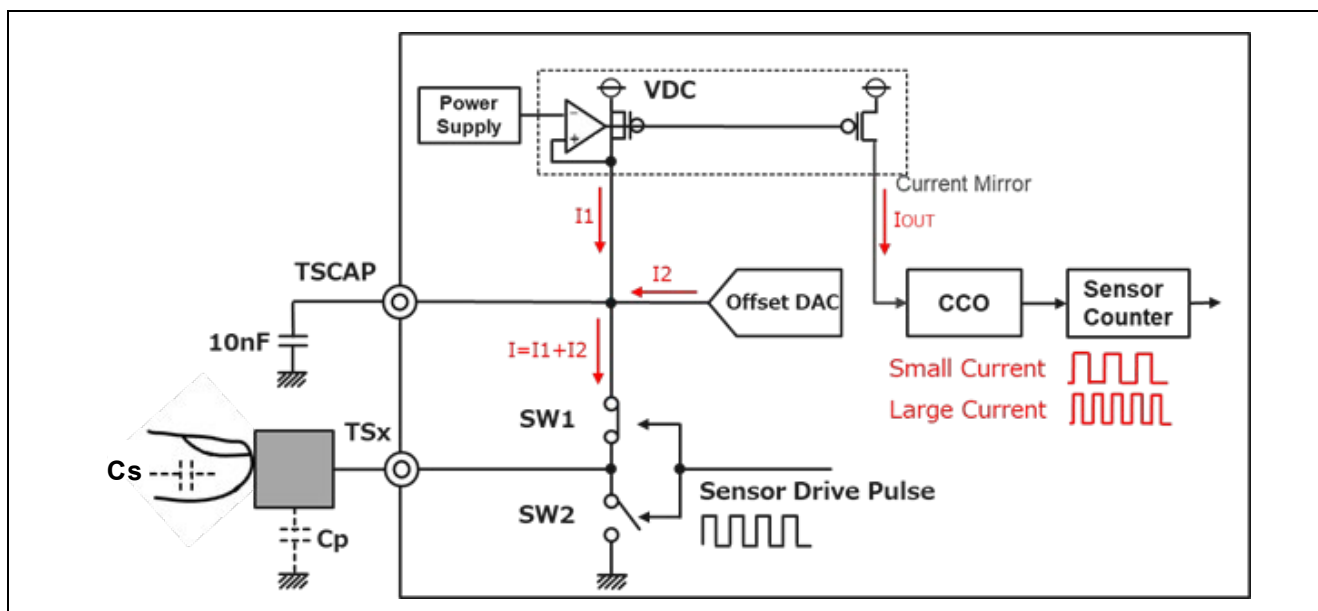 VDC
Power
Supply
−
+
Current Mirror
I1
IOUT
TSCAP
I2
Offset DAC
CCO
Sensor
Counter
10nF
I=I1+I2
Small Current
Large Current
SW1
TSx
Cs
Sensor Drive Pulse
SW2
Cp